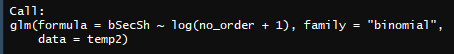 Call:
glm(formula = bSecSh ~ log(no_order + 1), family = "binomial",
    data = temp2)